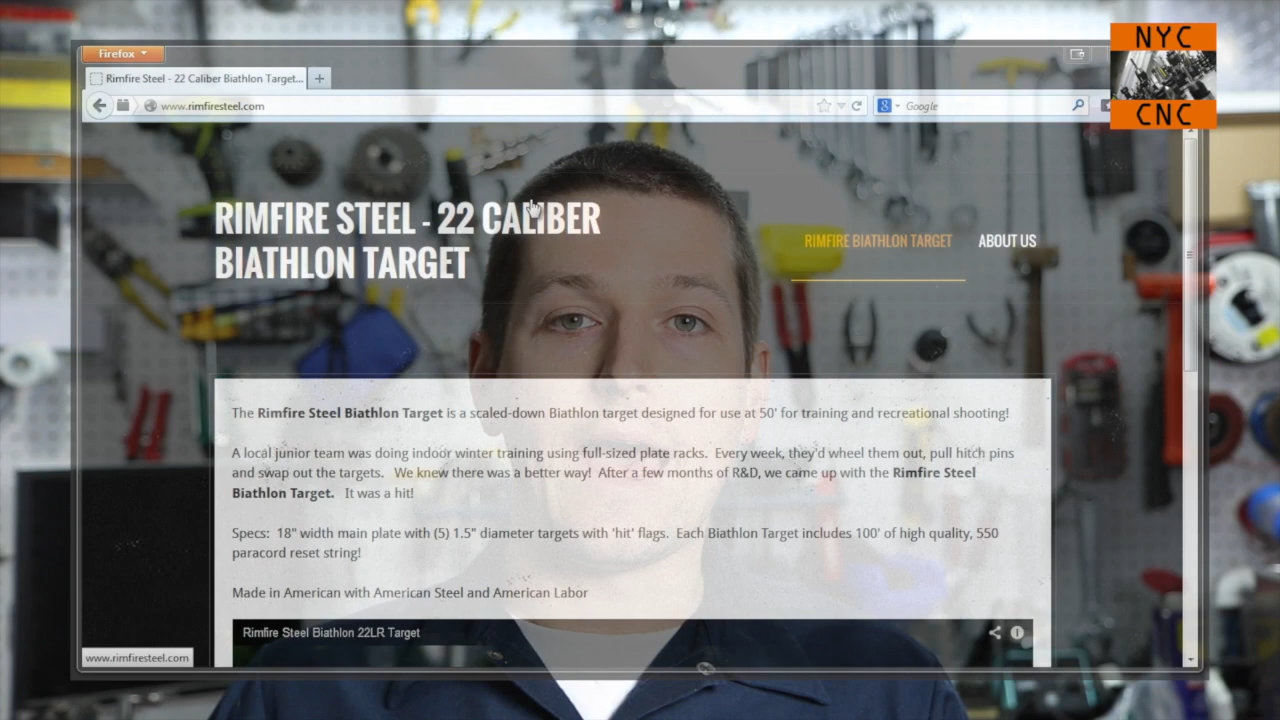 NYC
CNC
Firefox
Rimfire Steel - 22 Caliber Biathlon Target...
www.rimfiresteel.com
Google
RIMFIRE STEEL - 22 CALIBER
BIATHLON TARGET
RIMFIRE BIATHLON TARGET
ABOUT US
The Rimfire Steel Biathlon Target is a scaled-down Biathlon target designed for use at 50' for training and recreational shooting!
A local junior team was doing indoor winter training using full-sized plate racks. Every week, they'd wheel them out, pull hitch pins
and swap out the targets. We knew there was a better way! After a few months of R&D, we came up with the Rimfire Steel
Biathlon Target. It was a hit!
Specs: 18" width main plate with (5) 1.5" diameter targets with 'hit' flags. Each Biathlon Target includes 100' of high quality, 550
paracord reset string!
Made in American with American Steel and American Labor
Rimfire Steel Biathlon 22LR Target
www.rimfiresteel.com